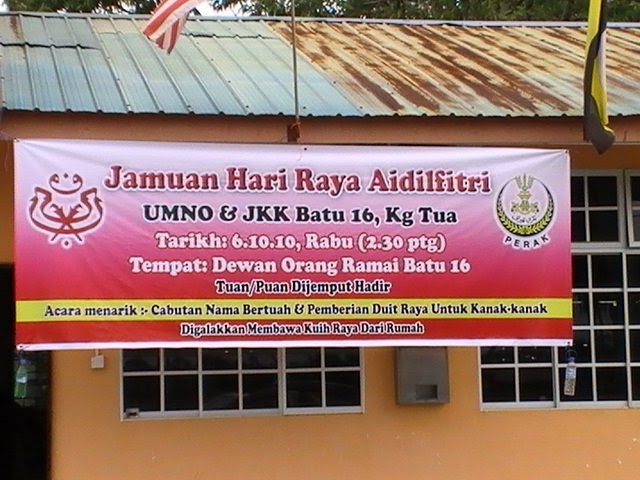 Jamuan Hari Raya Aidilfitri
UMNO & JKK Batu 16, Kg Tua
Tarikh: 6.10.10, Rabu (2.30 ptg)
Tempat: Dewan Orang Ramai Batu 16
Tuan/Puan Dijemput Hadir
Acara menarik :- Cabutan Nama Bertuah & Pemberian Duit Raya Untuk Kanak-kanak
Digalakkan Membawa Kuih Raya Dari Rumah
PERAK